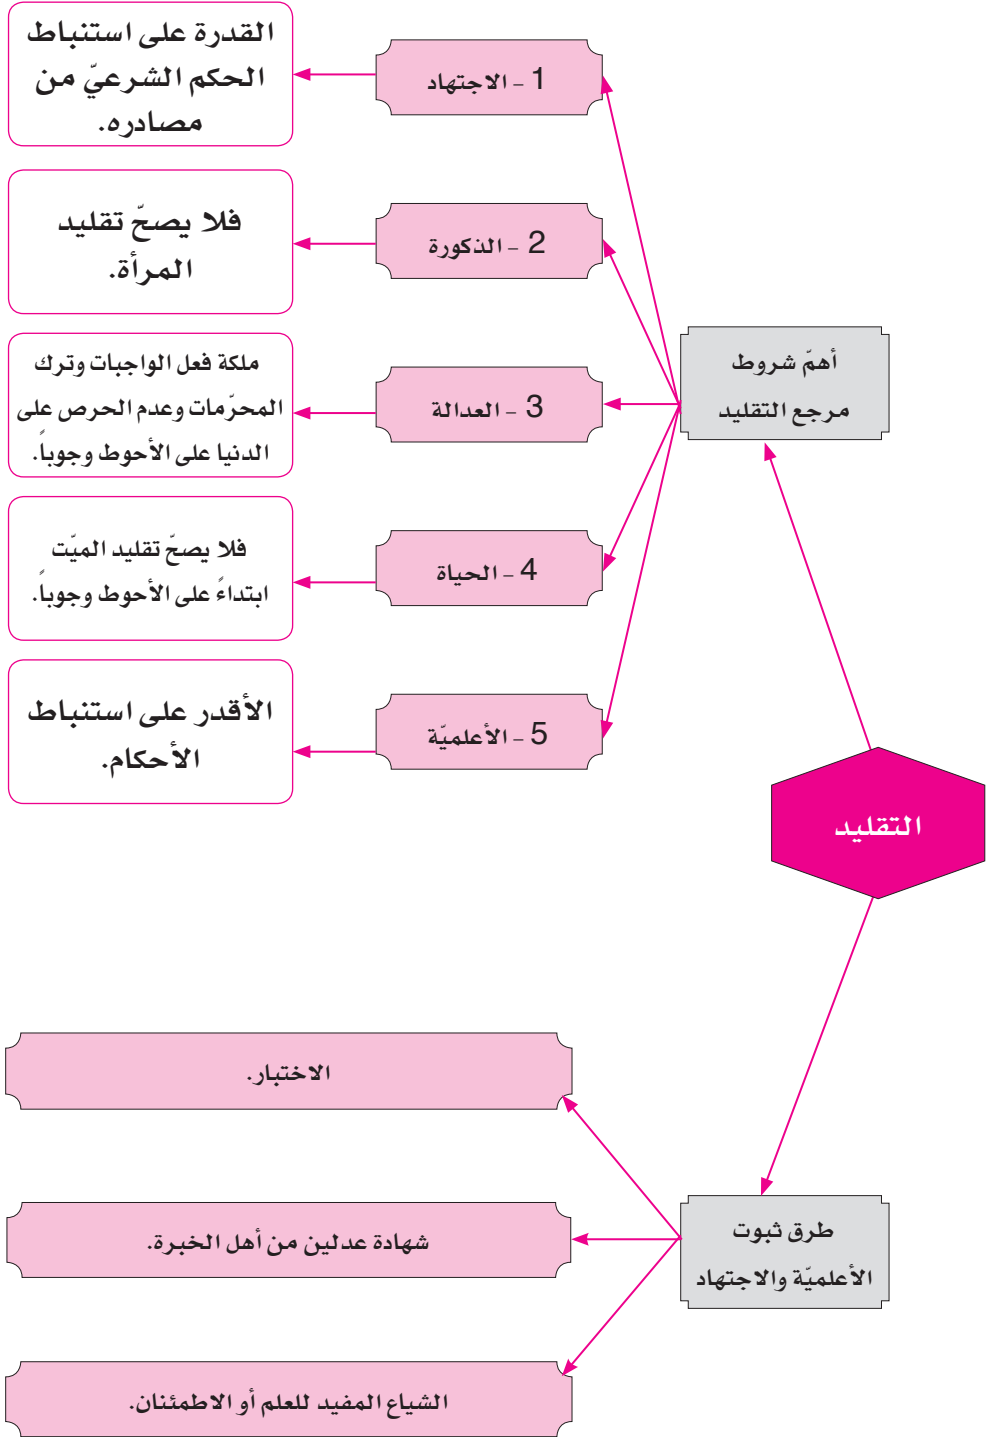 التقليد
أهمّ شروط
مرجع التقليد
1 - الاجتهاد
القدرة على استنباط
الحكم الشرعيّ من
مصادره.
2 - الذكورة
فلا يصحّ تقليد
المرأة.
3 - العدالة
ملكة فعل الواجبات وترك
المحرّمات وعدم الحرص على
الدنيا على الأحوط وجوباً.
4 - الحياة
فلا يصحّ تقليد الميّت
ابتداءً على الأحوط وجوباً.
5 - الأعلميّة
الأقدر على استنباط
الأحكام.
طرق ثبوت
الأعلميّة والاجتهاد
الاختبار.
شهادة عدلين من أهل الخبرة.
الشياع المفيد للعلم أو الاطمئنان.